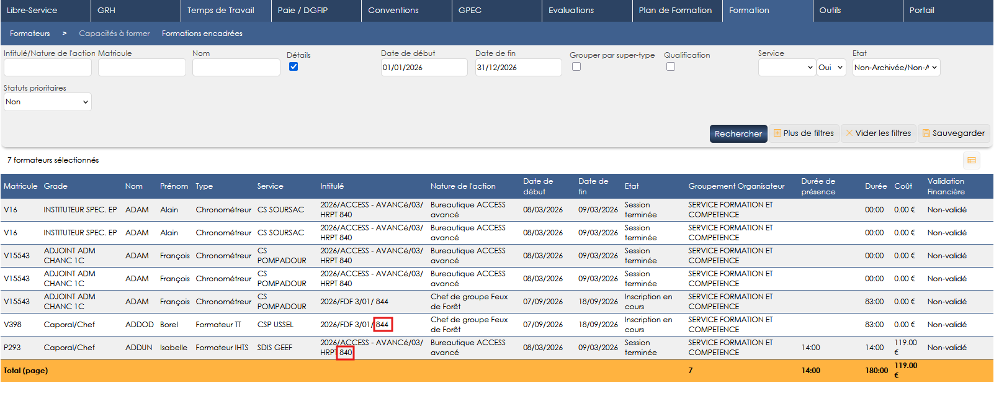 Libre-Service GRH Temps de Travail Paie / DGFIP Conventions GPEC Evaluations Plan de Formation Formation Outils Portail
Formateurs > Capacités à former Formations encadrées
Intitulé/Nature de l'action Matricule Nom Détails Date de début Date de fin Grouper par super-type Qualification Service Etat
01/01/2026 31/12/2026 Oui Non-Archivée/Non-A
Statuts prioritaires
Non
Rechercher Plus de filtres Vider les filtres Sauvegarder
7 formateurs sélectionnés
Matricule Grade Nom Prénom Type Service Intitulé Nature de l'action Date de début Date de fin Etat Groupement Organisateur Durée de présence Durée Coût Validation Financière
V16 INSTITUTEUR SPEC. EP ADAM Alain Chronométreur CS SOURSAC 2026/ACCESS - AVANCé/03/ HRPT 840 Bureautique ACCESS avancé 08/03/2026 09/03/2026 Session terminée SERVICE FORMATION ET COMPETENCE 00:00 0.00 € Non-validé
V16 INSTITUTEUR SPEC. EP ADAM Alain Chronométreur CS SOURSAC 2026/ACCESS - AVANCé/03/ HRPT 840 Bureautique ACCESS avancé 08/03/2026 09/03/2026 Session terminée SERVICE FORMATION ET COMPETENCE 00:00 0.00 € Non-validé
V15543 ADJOINT ADM CHANC 1C ADAM François Chronométreur CS POMPADOUR 2026/ACCESS - AVANCé/03/ HRPT 840 Bureautique ACCESS avancé 08/03/2026 09/03/2026 Session terminée SERVICE FORMATION ET COMPETENCE 00:00 0.00 € Non-validé
V15543 ADJOINT ADM CHANC 1C ADAM François Chronométreur CS POMPADOUR 2026/ACCESS - AVANCé/03/ HRPT 840 Bureautique ACCESS avancé 08/03/2026 09/03/2026 Session terminée SERVICE FORMATION ET COMPETENCE 00:00 0.00 € Non-validé
V15543 ADJOINT ADM CHANC 1C ADAM François Chronométreur CS POMPADOUR 2026/FDF 3/01/ 844 Chef de groupe Feux de Forêt 07/09/2026 18/09/2026 Inscription en cours SERVICE FORMATION ET COMPETENCE 83:00 0.00 € Non-validé
V398 Caporal/Chef ADDOD Borel Formateur TT CSP USSEL 2026/FDF 3/01/ 844 Chef de groupe Feux de Forêt 07/09/2026 18/09/2026 Inscription en cours SERVICE FORMATION ET COMPETENCE 83:00 0.00 € Non-validé
P293 Caporal/Chef ADDUN Isabelle Formateur IHTS SDIS GEEF 2026/ACCESS - AVANCé/03/ HRPT 840 Bureautique ACCESS avancé 08/03/2026 09/03/2026 Session terminée SERVICE FORMATION ET COMPETENCE 14:00 14:00 119.00 € Non-validé
Total (page) 7 14:00 180:00 119.00 €